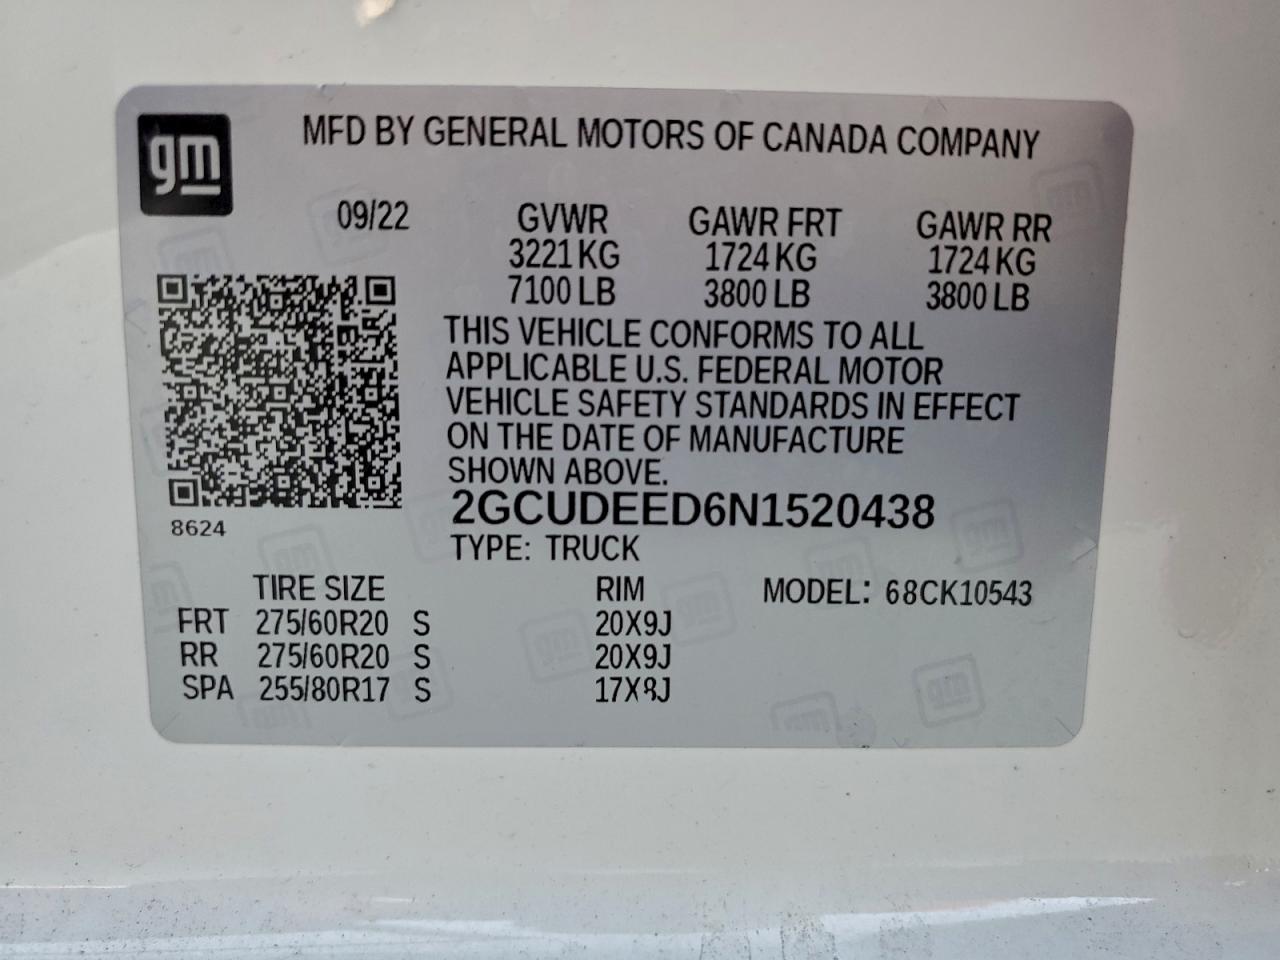 gm
MFD BY GENERAL MOTORS OF CANADA COMPANY
09/22 GVWR GAWR FRT GAWR RR
3221 KG 1724 KG 1724 KG
7100 LB 3800 LB 3800 LB
THIS VEHICLE CONFORMS TO ALL
APPLICABLE U.S. FEDERAL MOTOR
VEHICLE SAFETY STANDARDS IN EFFECT
ON THE DATE OF MANUFACTURE
SHOWN ABOVE.
2GCUDEED6N1520438
8624
TYPE: TRUCK
TIRE SIZE RIM MODEL: 68CK10543
FRT 275/60R20 S 20X9J
RR 275/60R20 S 20X9J
SPA 255/80R17 S 17X8J